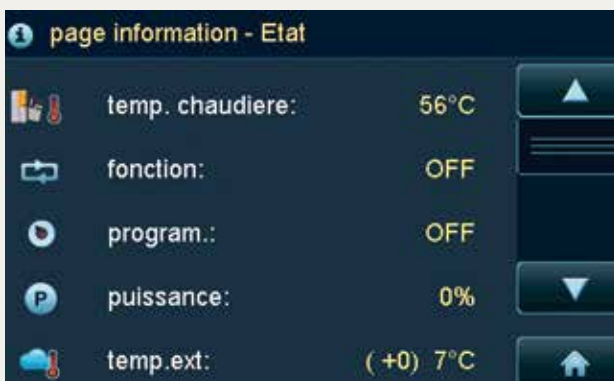 page information - Etat
temp. chaudiere: 56°C
fonction: OFF
program.: OFF
P puissance: 0%
temp.ext: ( +0) 7°C